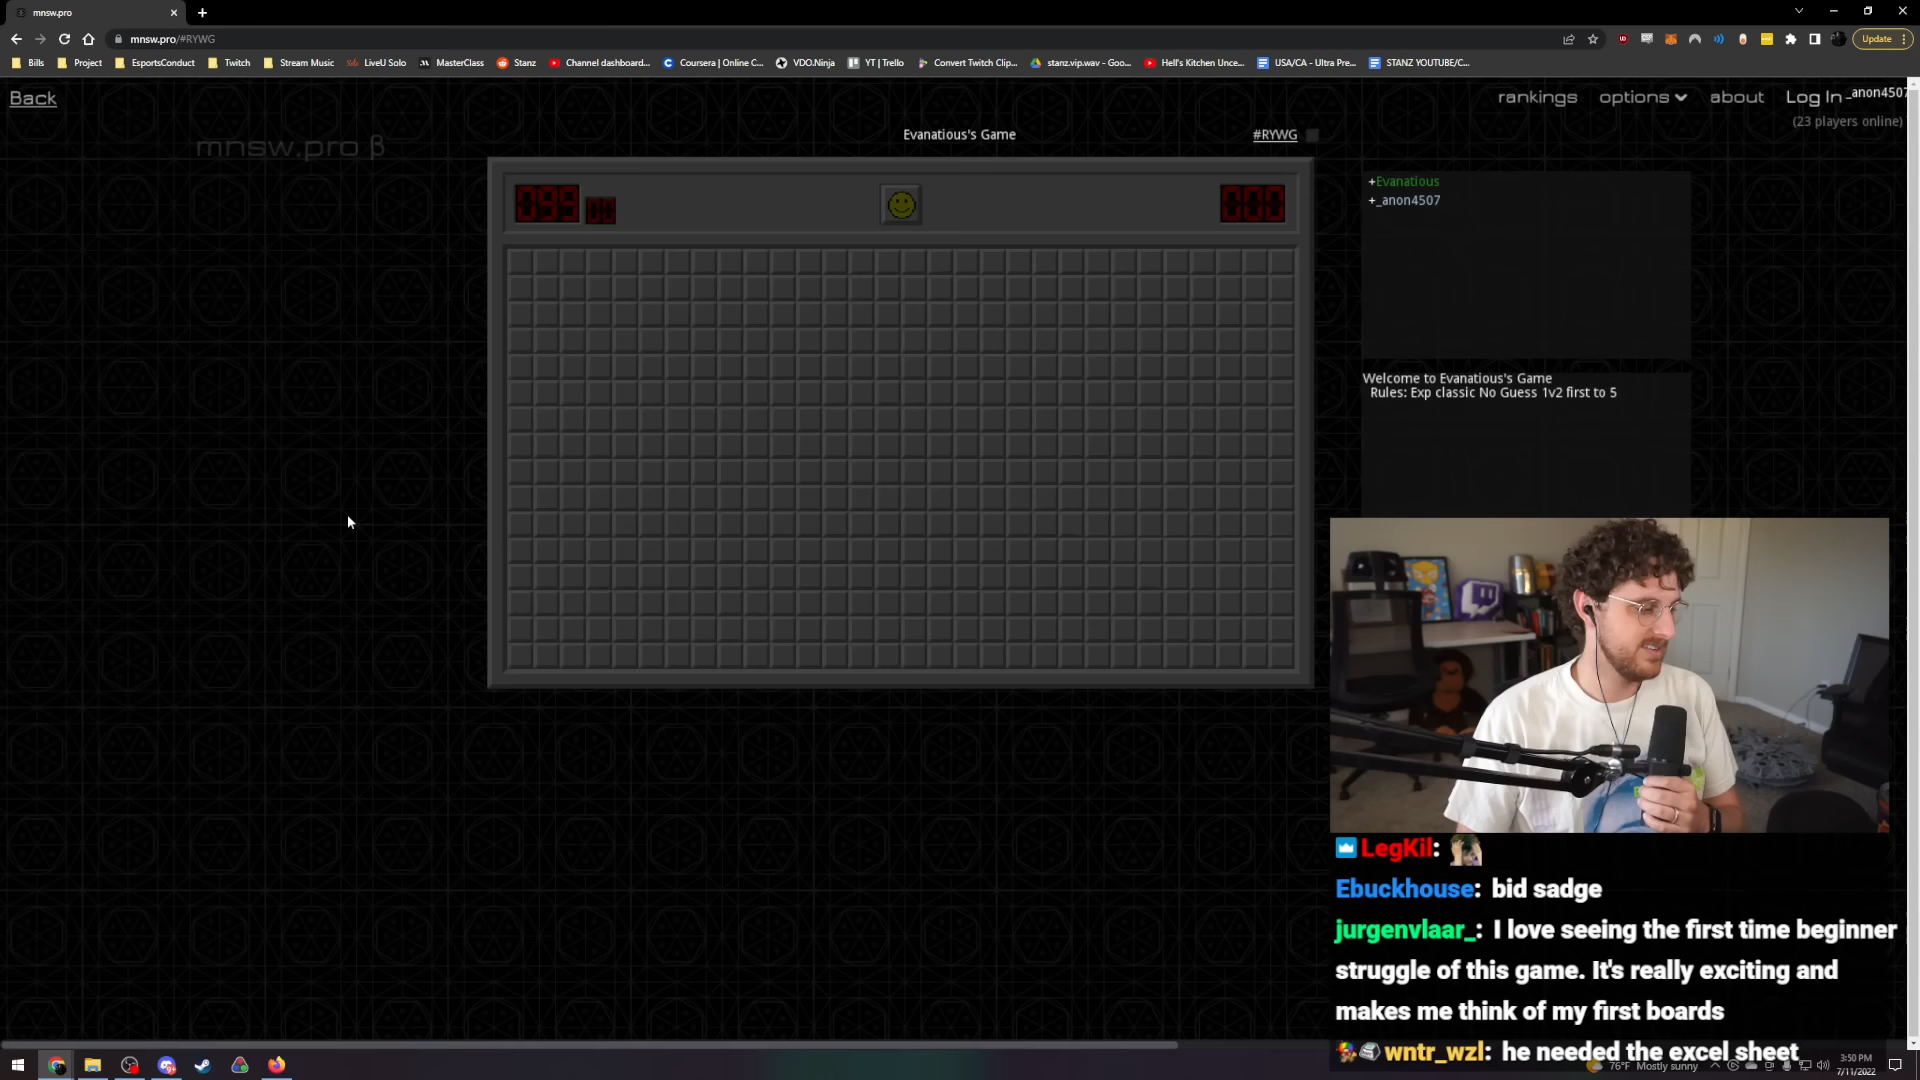 mnsw.pro
mnsw.pro/#RYWG
Update
Bills
Project
EsportsConduct
Twitch
Stream Music
LiveU Solo
MasterClass
Stanz
Channel dashboard...
Coursera | Online C...
VDO.Ninja
YT | Trello
Convert Twitch Clip...
stanz.vip.wav - Goo...
Hell's Kitchen Unce...
USA/CA - Ultra Pre...
STANZ YOUTUBE/C...
Back
rankings
options
about
Log In
_anon4507
(23 players online)
mnsw.pro β
Evanatious's Game
#RYWG
099
000
+Evanatious
+_anon4507
Welcome to Evanatious's Game
Rules: Exp classic No Guess 1v2 first to 5
LegKil:
Ebuckhouse: bid sadge
jurgenvlaar_: I love seeing the first time beginner
struggle of this game. It's really exciting and
makes me think of my first boards
wntr_wzl: he needed the excel sheet
76°F Mostly sunny
3:50 PM
7/11/2022